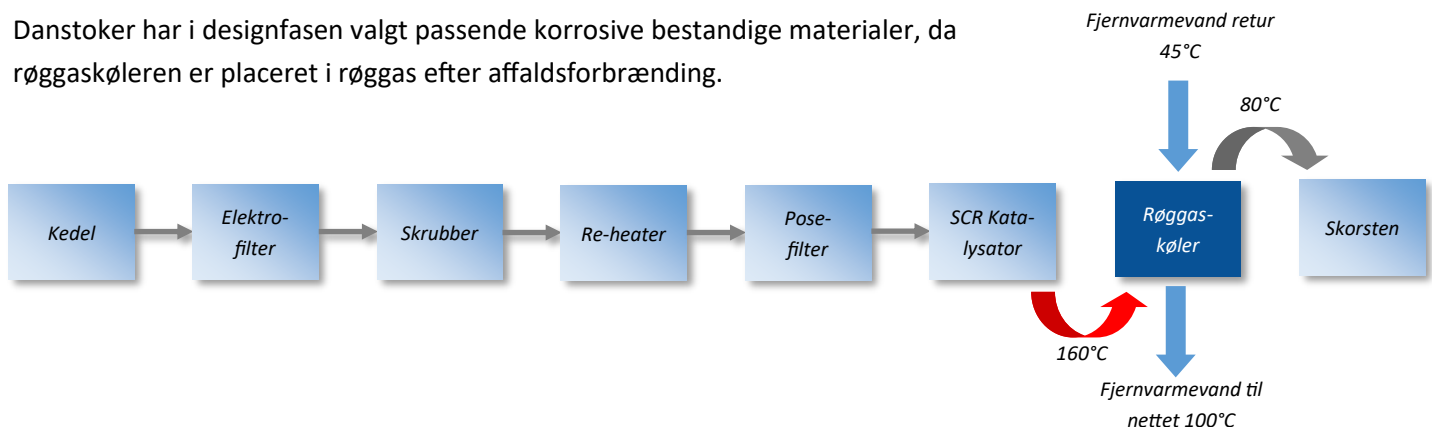 Danstoker har i designfasen valgt passende korrosive bestandige materialer, da
røggaskøleren er placeret i røggas efter affaldsforbrænding.
Fjernvarmevand retur
45°C
80°C
Kedel
Elektro-
filter
Skrubber
Re-heater
Pose-
filter
SCR Kata-
lysator
Røggas-
køler
Skorsten
160°C
Fjernvarmevand til
nettet 100°C